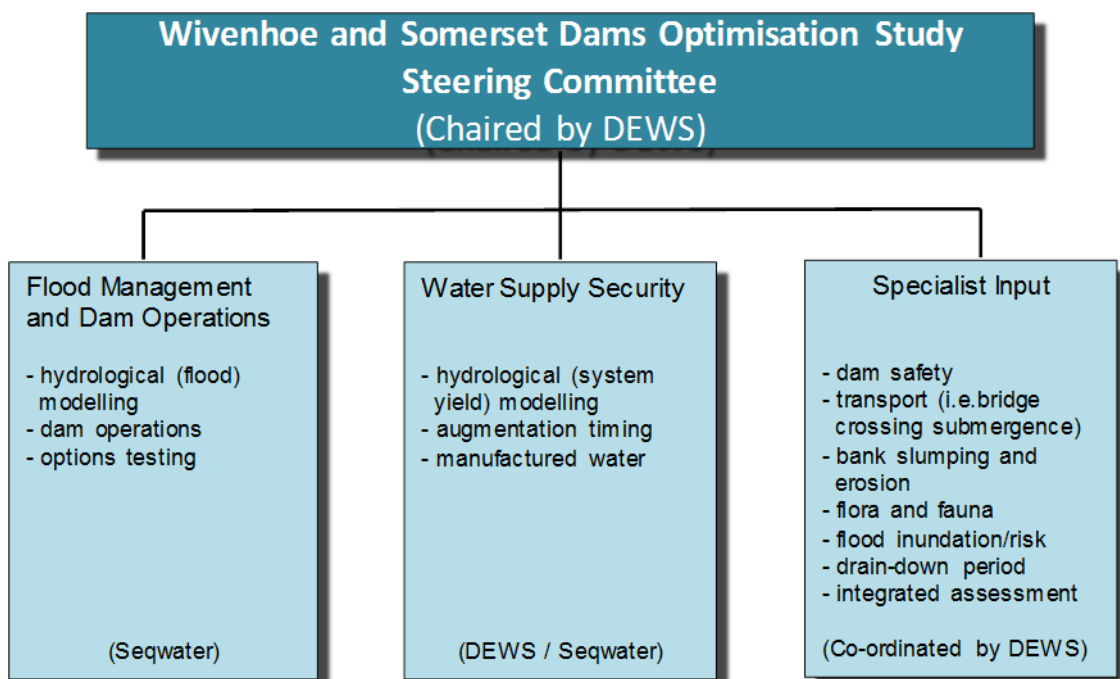 Wivenhoe and Somerset Dams Optimisation Study
Steering Committee
(Chaired by DEWS)
Flood Management
and Dam Operations
- hydrological (flood)
modelling
- dam operations
- options testing
(Seqwater)
Water Supply Security
- hydrological (system
yield) modelling
- augmentation timing
- manufactured water
(DEWS / Seqwater)
Specialist Input
- dam safety
- transport (i.e.bridge
crossing submergence)
- bank slumping and
erosion
- flora and fauna
- flood inundation/risk
- drain-down period
- integrated assessment
(Co-ordinated by DEWS)